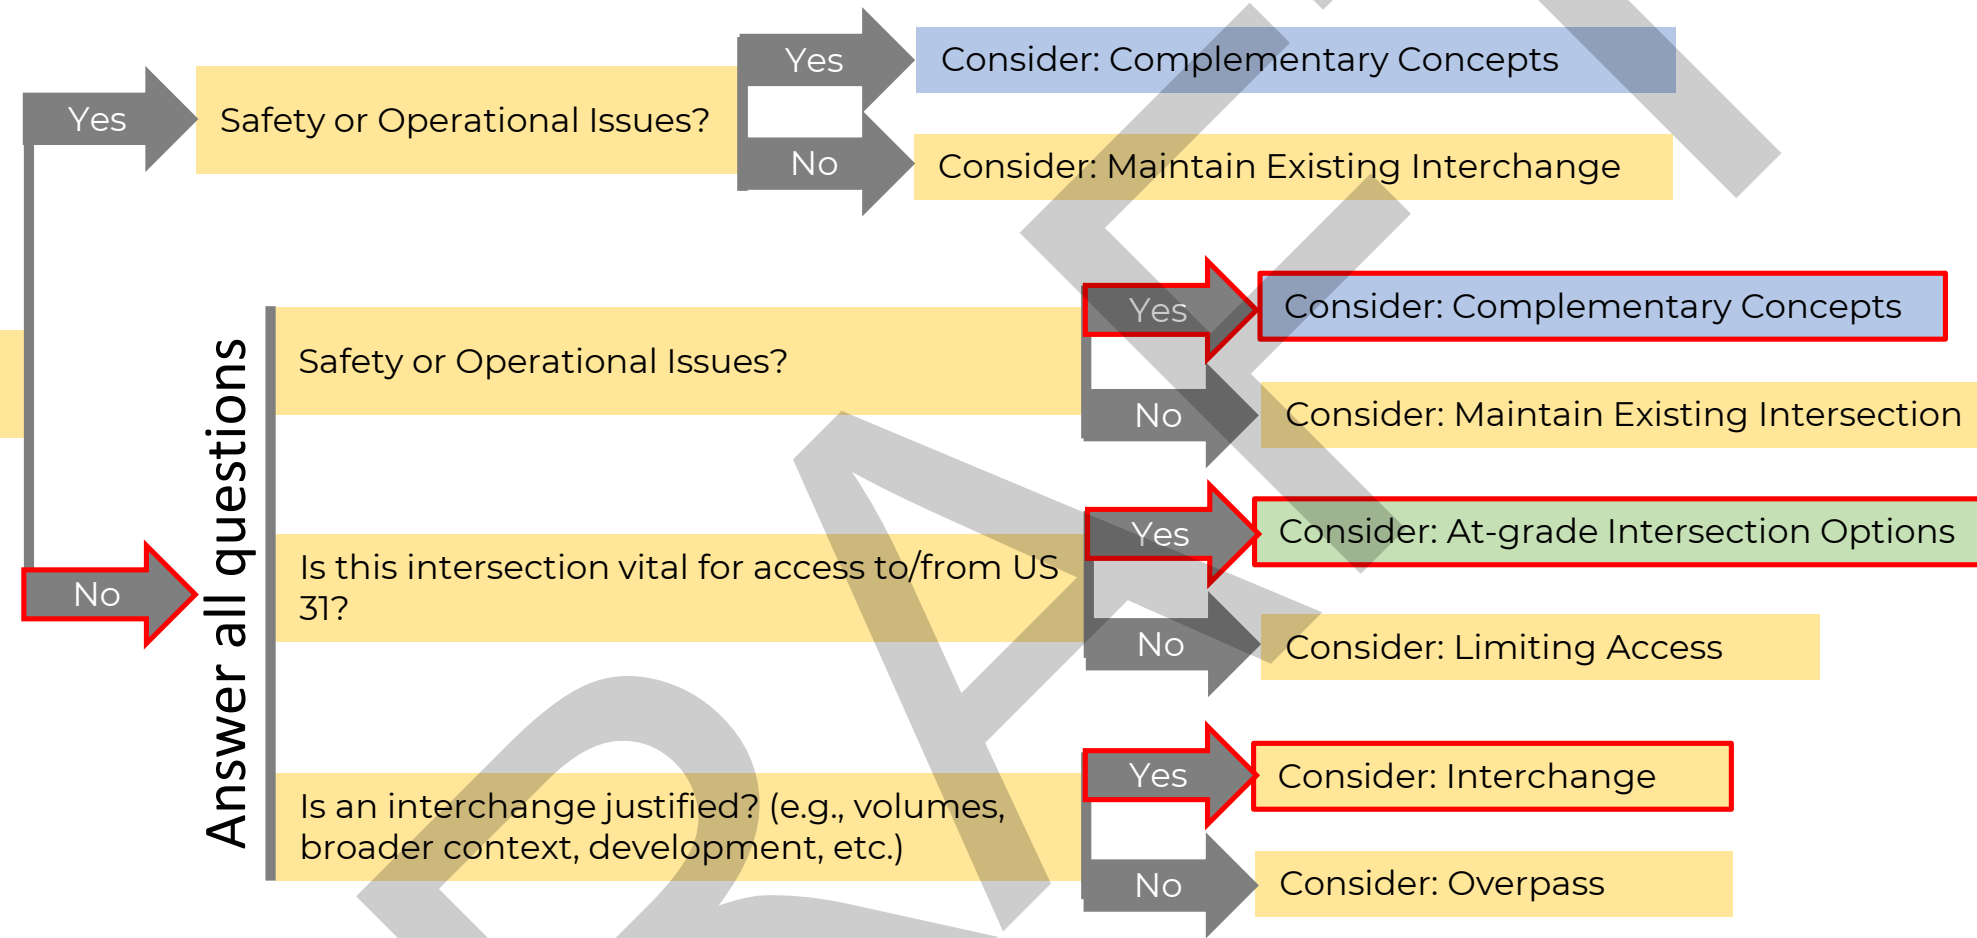 Yes
Safety or Operational Issues?
Yes
Consider: Complementary Concepts
No
Consider: Maintain Existing Interchange
No
Answer all questions
Safety or Operational Issues?
Yes
Consider: Complementary Concepts
No
Consider: Maintain Existing Intersection
Is this intersection vital for access to/from US
31?
Yes
Consider: At-grade Intersection Options
No
Consider: Limiting Access
Is an interchange justified? (e.g., volumes,
broader context, development, etc.)
Yes
Consider: Interchange
No
Consider: Overpass